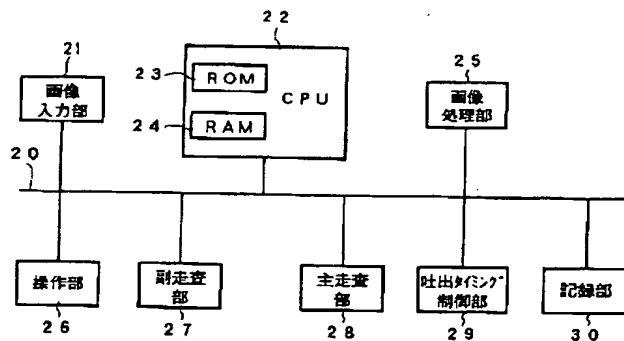 22
21
23
ROM
CPU
25
画像
入力部
24
RAM
画像
処理部
20
操作部
副走査
部
主走査
部
吐出タイミング
制御部
記録部
26
27
28
29
30